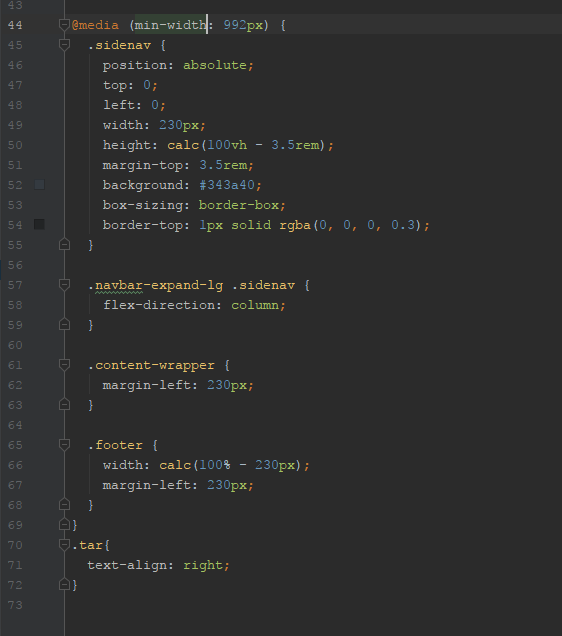 43
44 @media (min-width: 992px) {
45 .sidenav {
46 position: absolute;
47 top: 0;
48 left: 0;
49 width: 230px;
50 height: calc(100vh - 3.5rem);
51 margin-top: 3.5rem;
52 background: #343a40;
53 box-sizing: border-box;
54 border-top: 1px solid rgba(0, 0, 0, 0.3);
55 }
56
57 .navbar-expand-lg .sidenav {
58 flex-direction: column;
59 }
60
61 .content-wrapper {
62 margin-left: 230px;
63 }
64
65 .footer {
66 width: calc(100% - 230px);
67 margin-left: 230px;
68 }
69 }
70 .tar{
71 text-align: right;
72 }
73